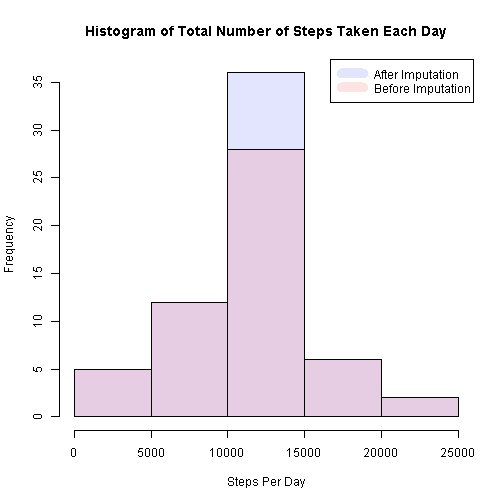 Histogram of Total Number of Steps Taken Each Day
After Imputation
Before Imputation
Frequency
35
30
25
20
15
10
5
0
0 5000 10000 15000 20000 25000
Steps Per Day